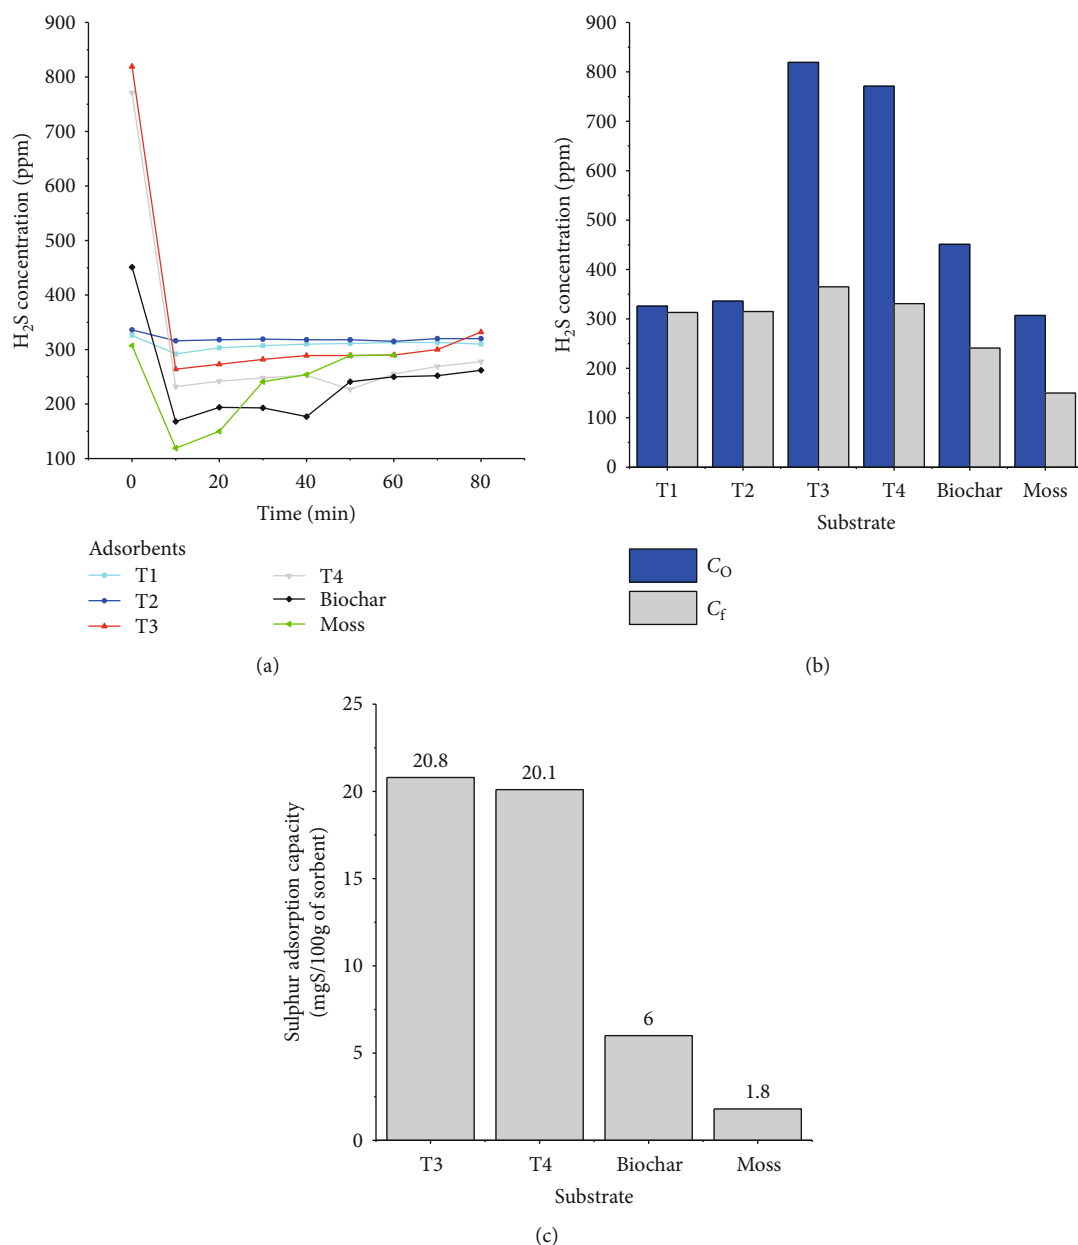 900
800
700
600
500
400
300
200
100
H₂S concentration (ppm)
0
20
40
60
80
Time (min)
Adsorbents
T1
T2
T3
T4
Biochar
Moss
(a)
900
800
700
600
500
400
300
200
100
0
H₂S concentration (ppm)
T1
T2
T3
T4
Biochar
Moss
Substrate
C_O
C_f
(b)
25
20
15
10
5
0
Sulphur adsorption capacity
(mgS/100g of sorbent)
20.8
20.1
6
1.8
T3
T4
Biochar
Moss
Substrate
(c)